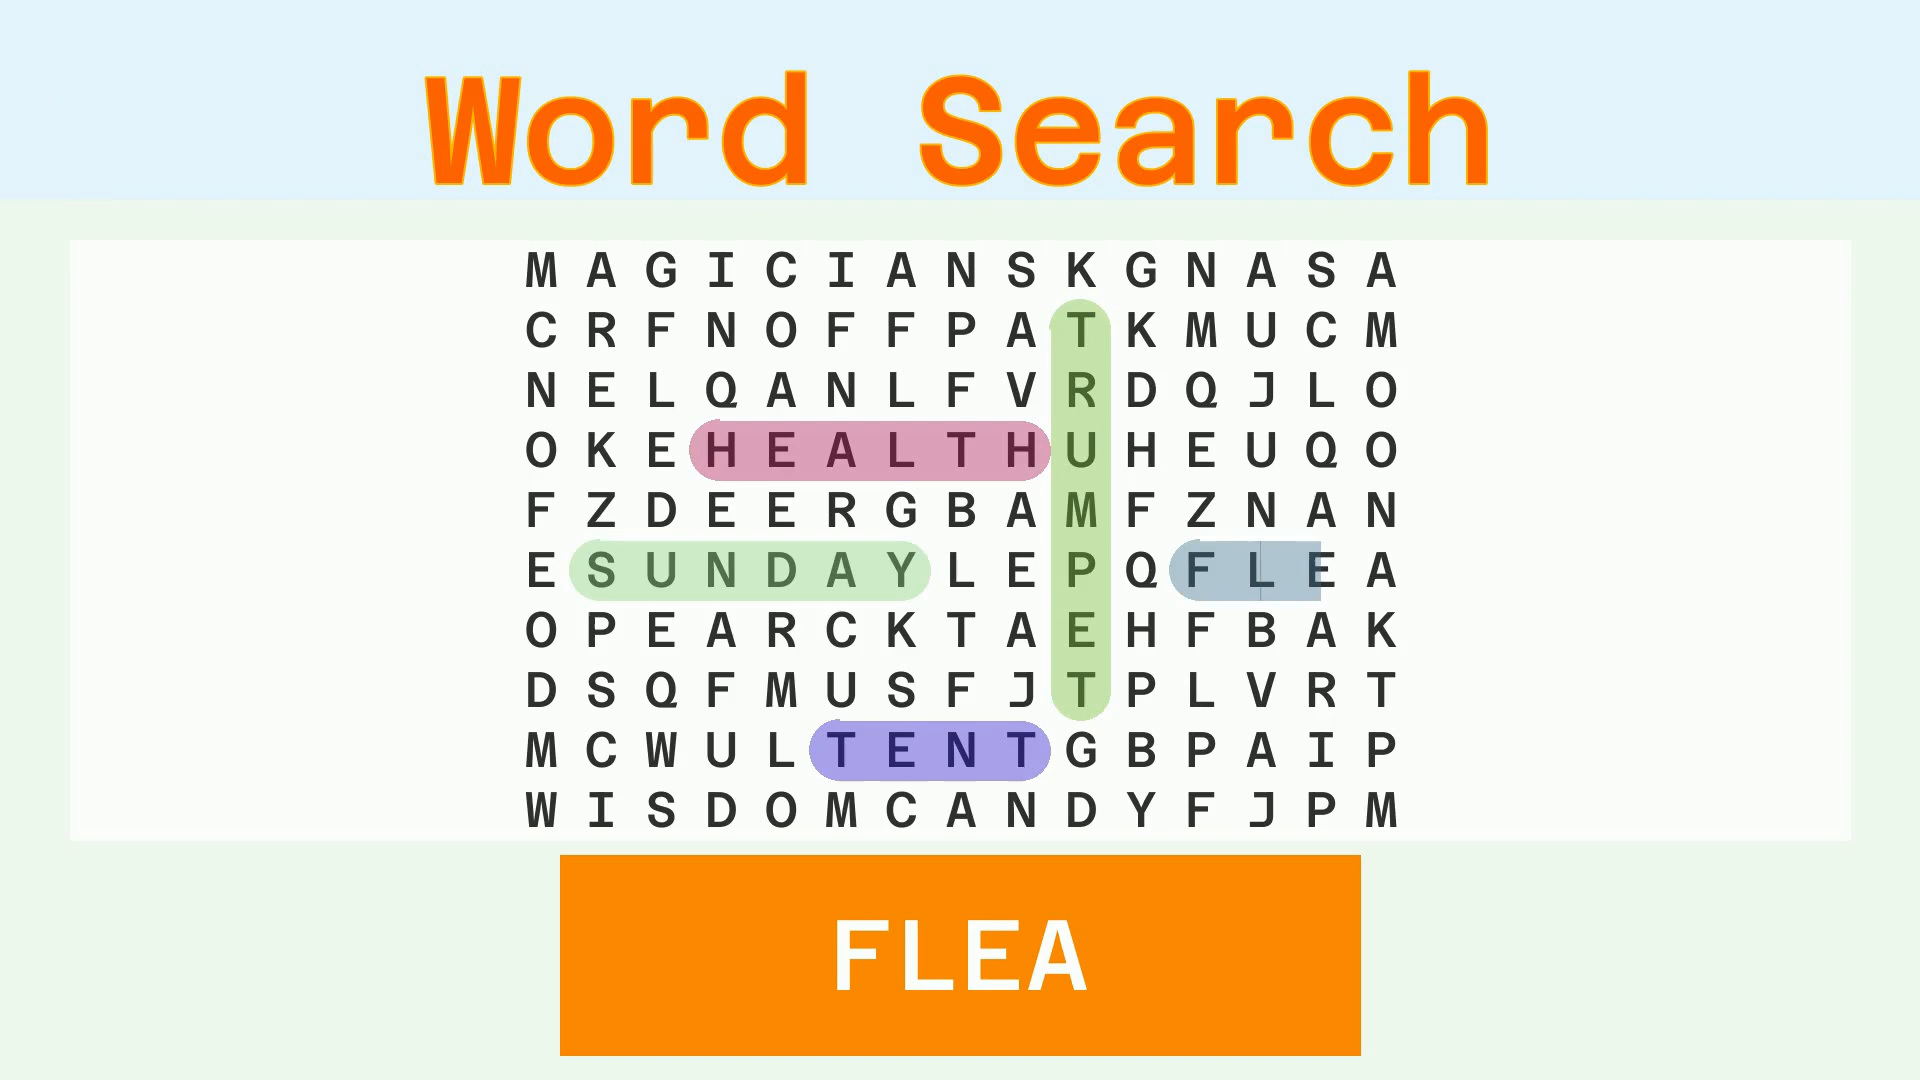 Word Search
M A G I C I A N S K G N A S A
C R F N O F F P A T K M U C M
N E L Q A N L F V R D Q J L O
O K E H E A L T H U H E U Q O
F Z D E E R G B A M F Z N A N
E S U N D A Y L E P Q F L E A
O P E A R C K T A E H F B A K
D S Q F M U S F J T P L V R T
M C W U L T E N T G B P A I P
W I S D O M C A N D Y F J P M
FLEA